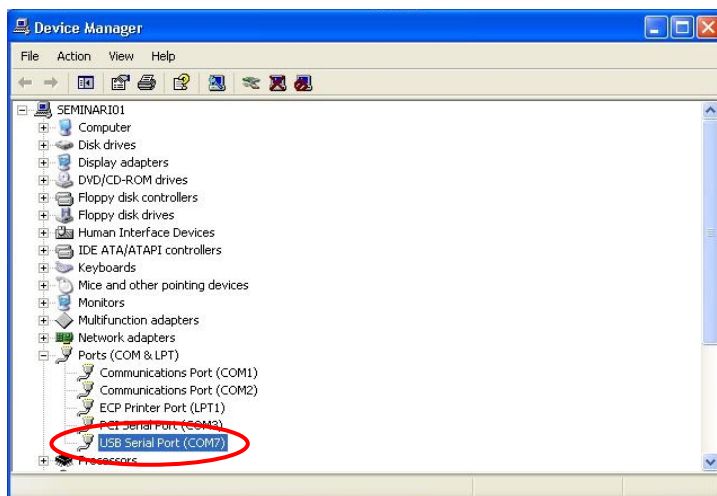 Device Manager
File Action View Help
SEMINARI01
Computer
Disk drives
Display adapters
DVD/CD-ROM drives
Floppy disk controllers
Floppy disk drives
Human Interface Devices
IDE ATA/ATAPI controllers
Keyboards
Mice and other pointing devices
Monitors
Multifunction adapters
Network adapters
Ports (COM & LPT)
Communications Port (COM1)
Communications Port (COM2)
ECP Printer Port (LPT1)
PCI Serial Port (COM3)
USB Serial Port (COM7)
Processors